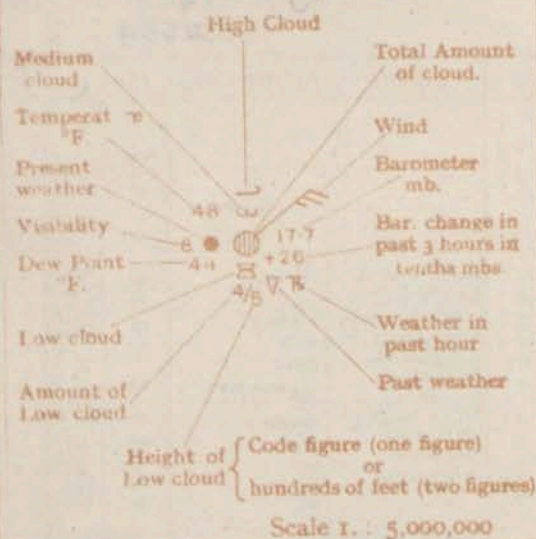 High Cloud
Medium
cloud
Total Amount
of cloud.
°F
Wind
Present
weather
Barometer
mb.
48
Visibility
8
17.7
Bar. change in
past 3 hours in
tenths mbs.
+26
Dew Point
°F.
44
4/5
Low cloud
Weather in
past hour
Amount of
Low cloud
Past weather
Height of
Low cloud
Code figure (one figure)
or
hundreds of feet (two figures)
Scale 1. : 5,000,000